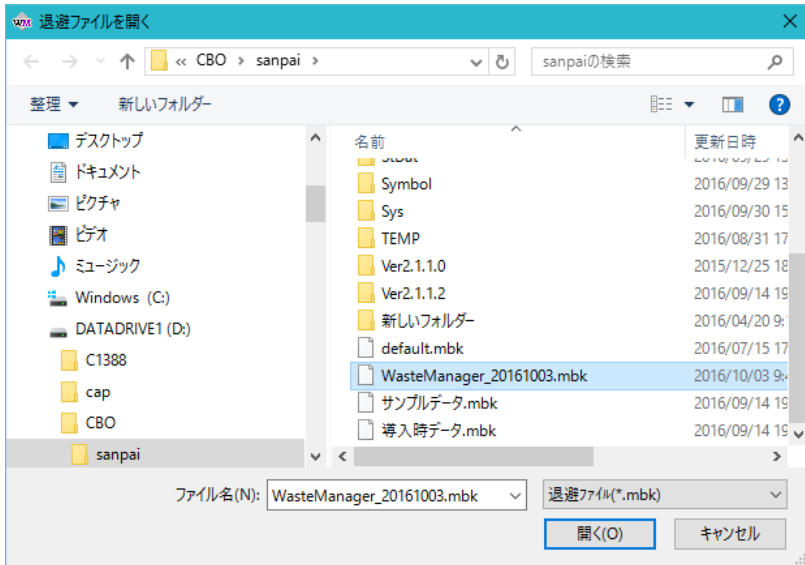 WM 退避ファイルを開く
« CBO › sanpai ›
sanpaiの検索
整理 新しいフォルダー
デスクトップ
ドキュメント
ピクチャ
ビデオ
ミュージック
Windows (C:)
DATADRIVE1 (D:)
C1388
cap
CBO
sanpai
名前 更新日時
Symbol 2016/09/29 13
Sys 2016/09/30 15
TEMP 2016/08/31 17
Ver2.1.1.0 2015/12/25 18
Ver2.1.1.2 2016/09/14 19
新しいフォルダー 2016/04/20 9:
default.mbk 2016/07/15 17
WasteManager_20161003.mbk 2016/10/03 9:
サンプルデータ.mbk 2016/09/14 19
導入時データ.mbk 2016/09/14 19
ファイル名(N): WasteManager_20161003.mbk 退避ﾌｧｲﾙ(*.mbk)
開く(O) キャンセル